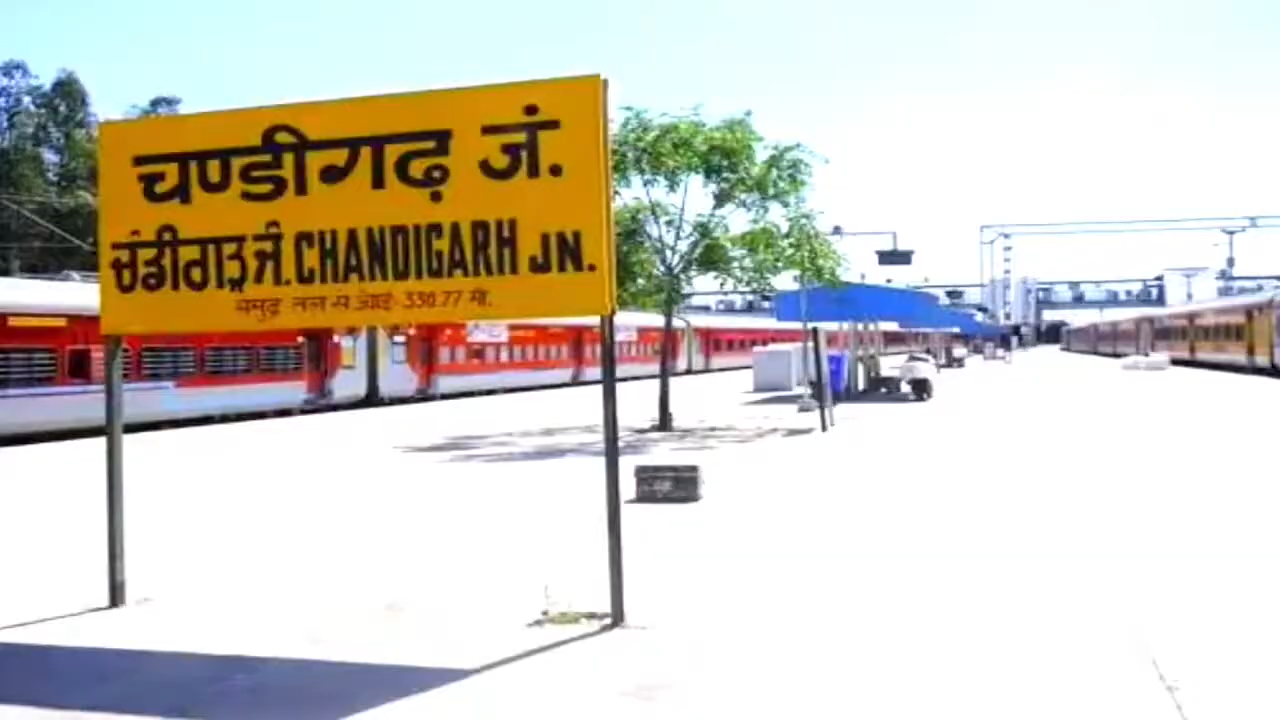 चण्डीगढ़ जं.
ਚੰਡੀਗੜ੍ਹ ਜੰ. CHANDIGARH JN.
समुद्र तल से ऊंचाई 330.77 मी.